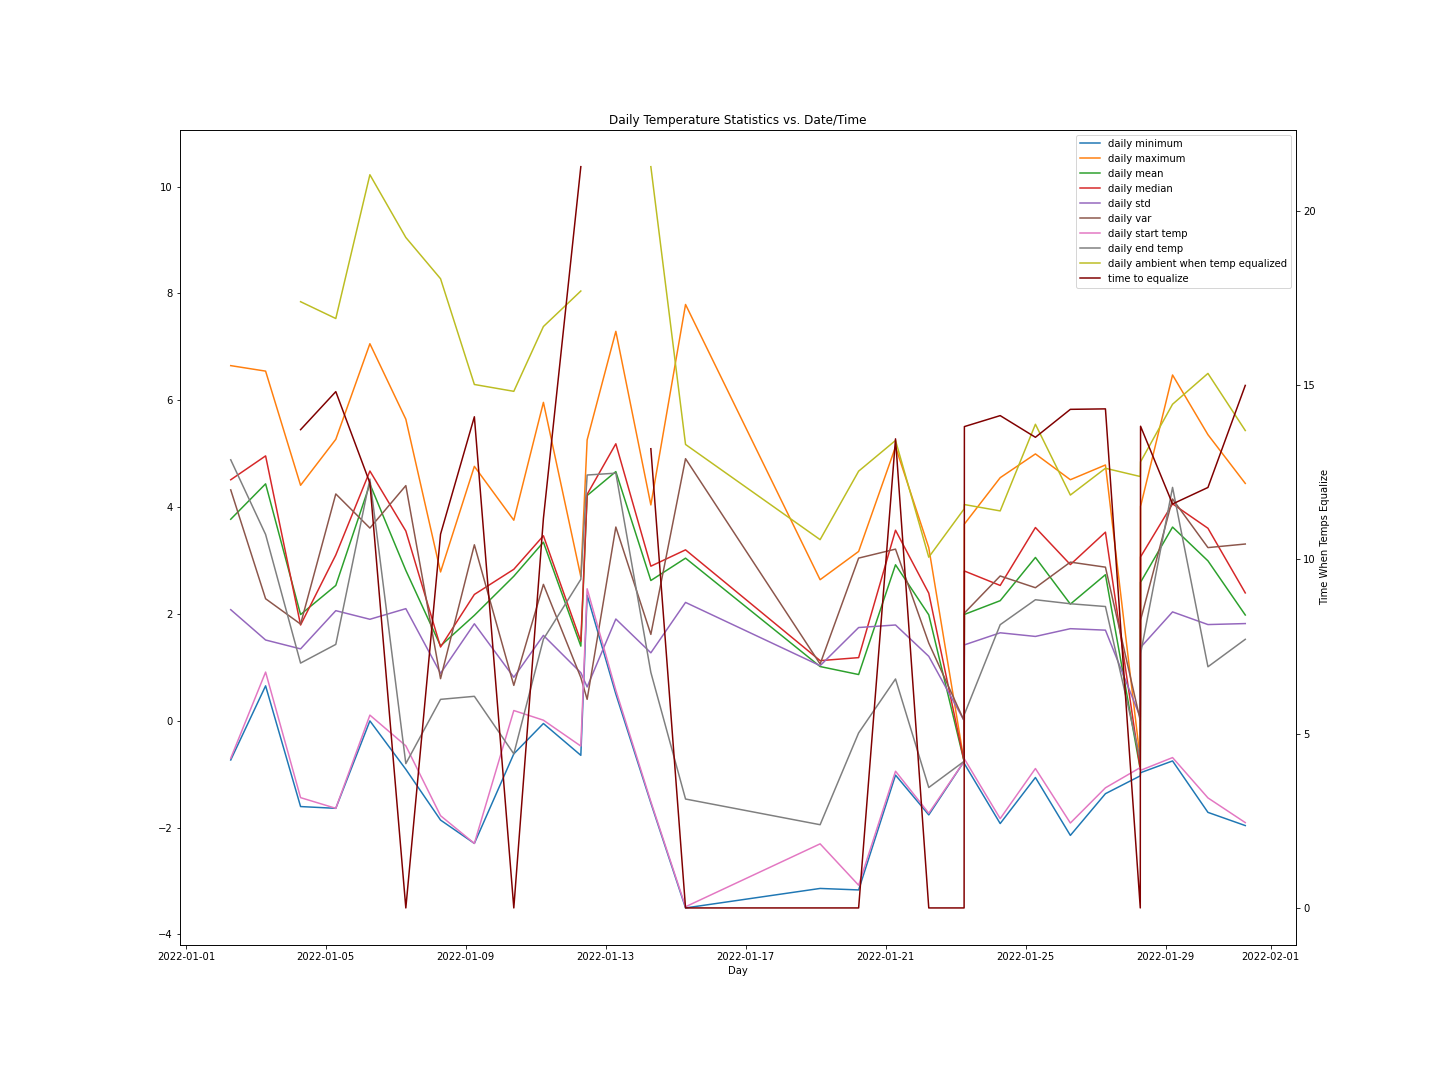 Daily Temperature Statistics vs. Date/Time
daily minimum
daily maximum
daily mean
daily median
daily std
daily var
daily start temp
daily end temp
daily ambient when temp equalized
time to equalize
10
8
6
4
2
0
−2
−4
20
15
10
5
0
Time When Temps Equalize
2022-01-01
2022-01-05
2022-01-09
2022-01-13
2022-01-17
2022-01-21
2022-01-25
2022-01-29
2022-02-01
Day